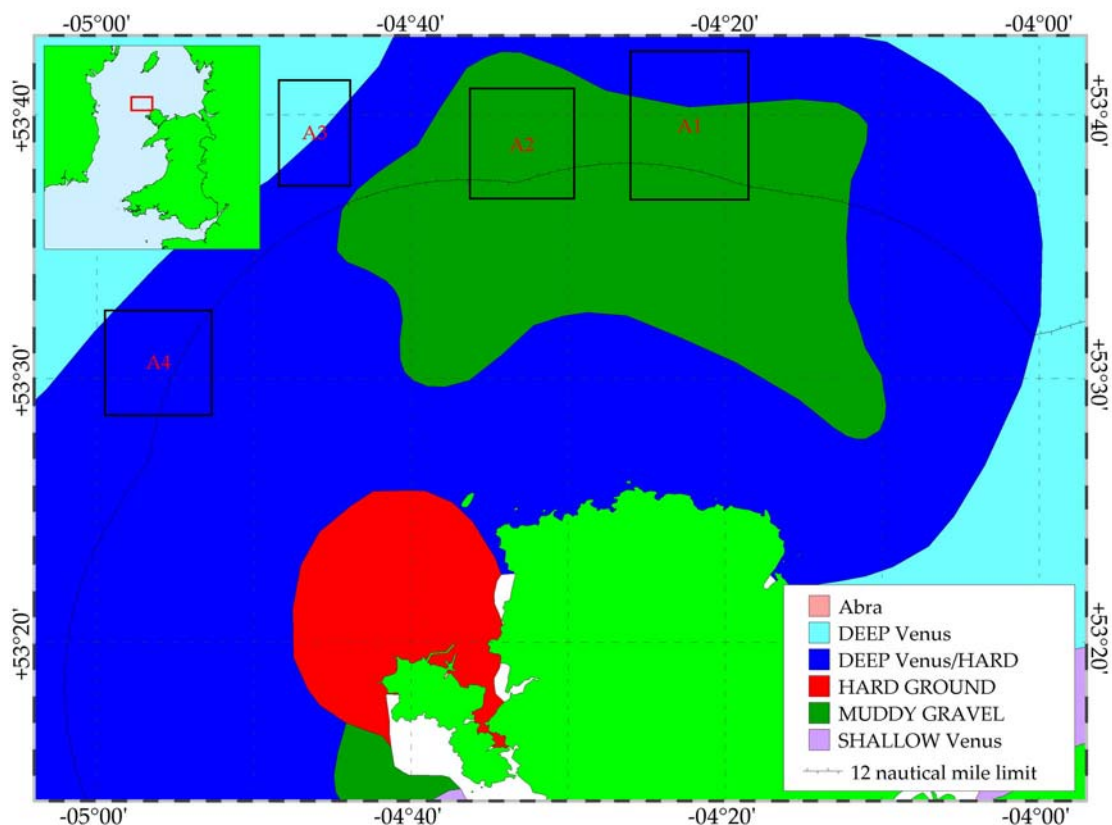 -05°00' -04°40' -04°20' -04°00'
+53°40' +53°40'
A3 A2 A1
+53°30' +53°30'
A4
+53°20' +53°20'
Abra
DEEP Venus
DEEP Venus/HARD
HARD GROUND
MUDDY GRAVEL
SHALLOW Venus
12 nautical mile limit
-05°00' -04°40' -04°20' -04°00'